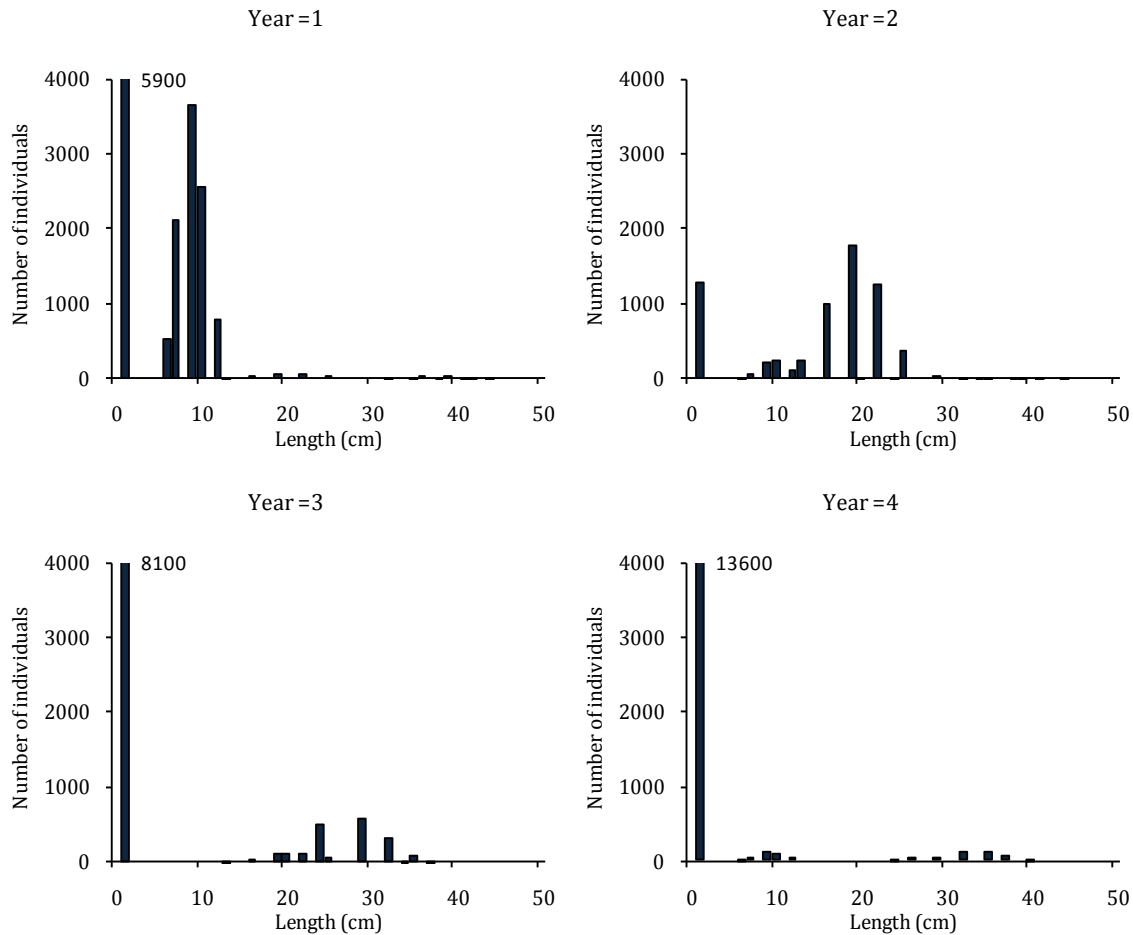 Year =1
4000
3000
2000
1000
0
5900
0 10 20 30 40 50
Length (cm)
Number of individuals
Year =2
4000
3000
2000
1000
0
0 10 20 30 40 50
Length (cm)
Number of individuals
Year =3
4000
3000
2000
1000
0
8100
0 10 20 30 40 50
Length (cm)
Number of individuals
Year =4
4000
3000
2000
1000
0
13600
0 10 20 30 40 50
Length (cm)
Number of individuals